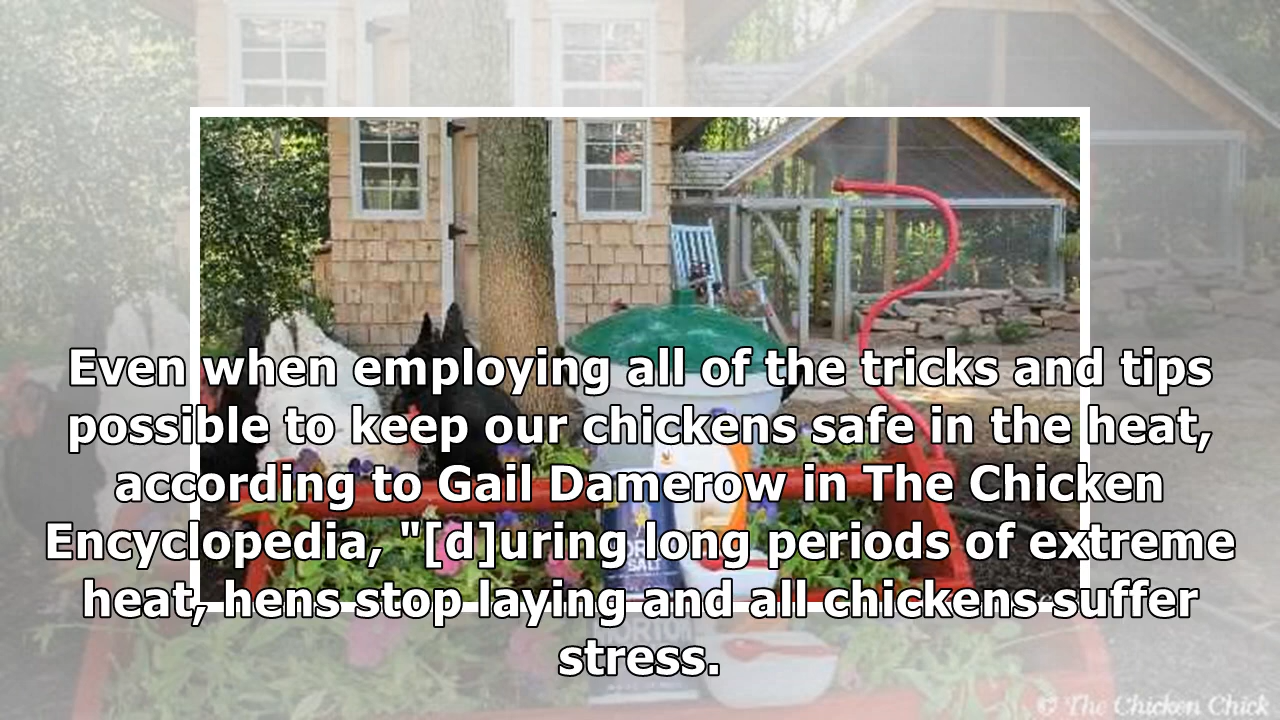 Even when employing all of the tricks and tips
possible to keep our chickens safe in the heat,
according to Gail Damerow in The Chicken
Encyclopedia, "[d]uring long periods of extreme
heat, hens stop laying and all chickens suffer
stress.
SALT
MORTON
© The Chicken Chick